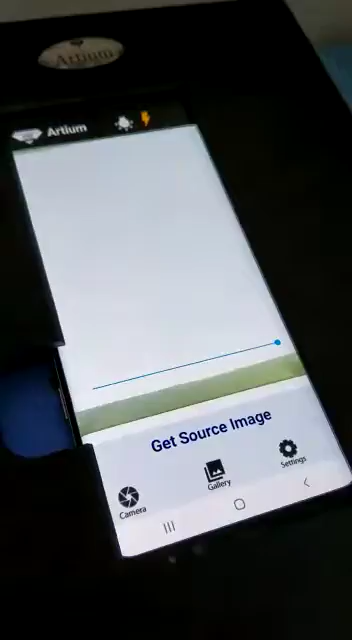 Artium
Artium
Get Source Image
Camera
Gallery
Settings